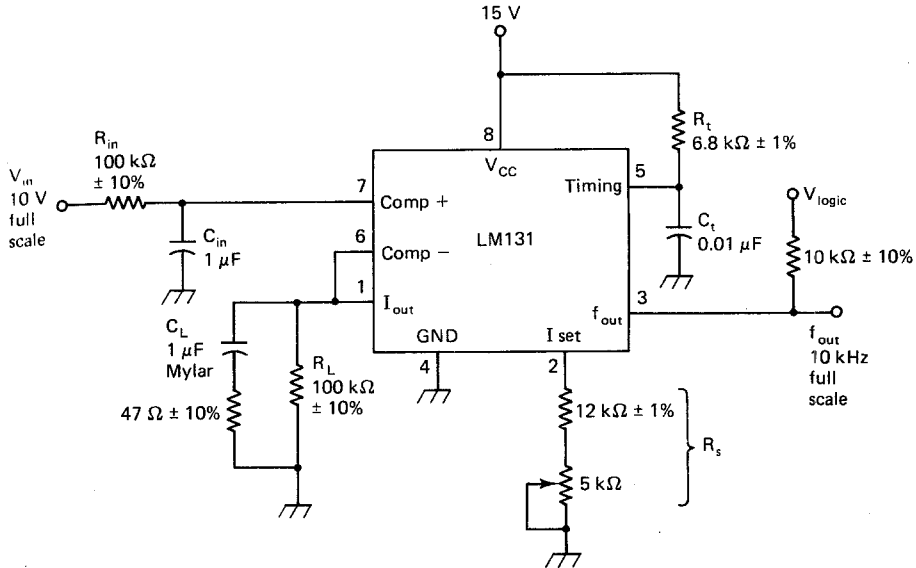 15 V
R_in
100 kΩ
± 10%
V_in
10 V
full
scale
C_in
1 µF
7
6
1
8
5
3
4
2
V_CC
Comp +
Comp −
I_out
LM131
Timing
f_out
GND
I set
R_t
6.8 kΩ ± 1%
C_t
0.01 µF
V_logic
10 kΩ ± 10%
f_out
10 kHz
full
scale
C_L
1 µF
Mylar
47 Ω ± 10%
R_L
100 kΩ
± 10%
12 kΩ ± 1%
5 kΩ
R_s